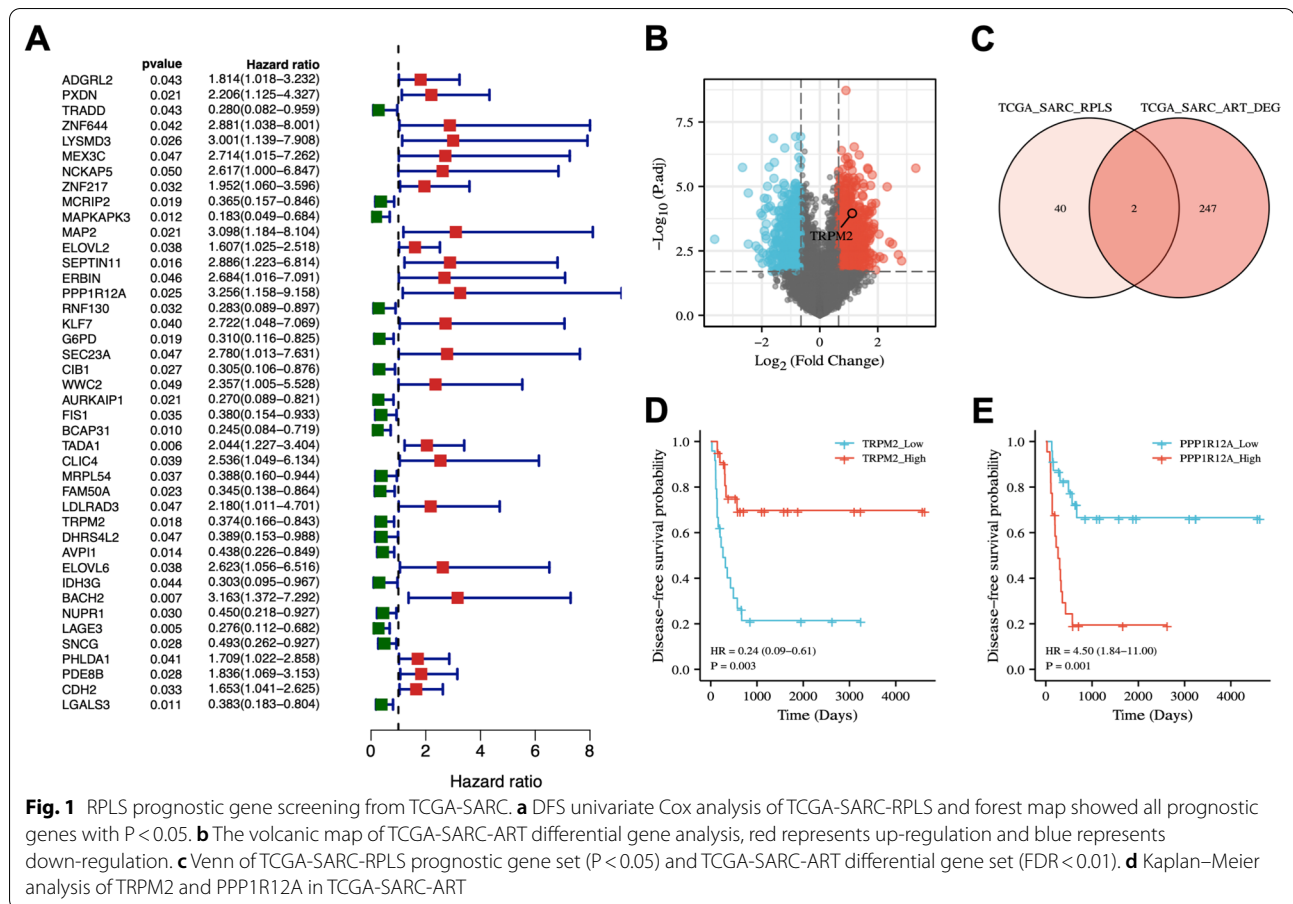 A
pvalue Hazard ratio
ADGRL2 0.043 1.814(1.018–3.232)
PXDN 0.021 2.206(1.125–4.327)
TRADD 0.043 0.280(0.082–0.959)
ZNF644 0.042 2.881(1.038–8.001)
LYSMD3 0.026 3.001(1.139–7.908)
MEX3C 0.047 2.714(1.015–7.262)
NCKAP5 0.050 2.617(1.000–6.847)
ZNF217 0.032 1.952(1.060–3.596)
MCRIP2 0.019 0.365(0.157–0.846)
MAPKAPK3 0.012 0.183(0.049–0.684)
MAP2 0.021 3.098(1.184–8.104)
ELOVL2 0.038 1.607(1.025–2.518)
SEPTIN11 0.016 2.886(1.223–6.814)
ERBIN 0.046 2.684(1.016–7.091)
PPP1R12A 0.025 3.256(1.158–9.158)
RNF130 0.032 0.283(0.089–0.897)
KLF7 0.040 2.722(1.048–7.069)
G6PD 0.019 0.310(0.116–0.825)
SEC23A 0.047 2.780(1.013–7.631)
CIB1 0.027 0.305(0.106–0.876)
WWC2 0.049 2.357(1.005–5.528)
AURKAIP1 0.021 0.270(0.089–0.821)
FIS1 0.035 0.380(0.154–0.933)
BCAP31 0.010 0.245(0.084–0.719)
TADA1 0.006 2.044(1.227–3.404)
CLIC4 0.039 2.536(1.049–6.134)
MRPL54 0.037 0.388(0.160–0.944)
FAM50A 0.023 0.345(0.138–0.864)
LDLRAD3 0.047 2.180(1.011–4.701)
TRPM2 0.018 0.374(0.166–0.843)
DHRS4L2 0.047 0.389(0.153–0.988)
AVPI1 0.014 0.438(0.226–0.849)
ELOVL6 0.038 2.623(1.056–6.516)
IDH3G 0.044 0.303(0.095–0.967)
BACH2 0.007 3.163(1.372–7.292)
NUPR1 0.030 0.450(0.218–0.927)
LAGE3 0.005 0.276(0.112–0.682)
SNCG 0.028 0.493(0.262–0.927)
PHLDA1 0.041 1.709(1.022–2.858)
PDE8B 0.028 1.836(1.069–3.153)
CDH2 0.033 1.653(1.041–2.625)
LGALS3 0.011 0.383(0.183–0.804)
0 2 4 6 8
Hazard ratio
B
−Log10 (P.adj)
7.5
5.0
2.5
0.0
TRPM2
−2 0 2
Log2 (Fold Change)
C
TCGA_SARC_RPLS TCGA_SARC_ART_DEG
40 2 247
D
Disease−free survival probability
1.0
0.8
0.6
0.4
0.2
0.0
TRPM2_Low
TRPM2_High
HR = 0.24 (0.09−0.61)
P = 0.003
0 1000 2000 3000 4000
Time (Days)
E
Disease−free survival probability
1.0
0.8
0.6
0.4
0.2
0.0
PPP1R12A_Low
PPP1R12A_High
HR = 4.50 (1.84−11.00)
P = 0.001
0 1000 2000 3000 4000
Time (Days)
Fig. 1 RPLS prognostic gene screening from TCGA-SARC. a DFS univariate Cox analysis of TCGA-SARC-RPLS and forest map showed all prognostic
genes with P < 0.05. b The volcanic map of TCGA-SARC-ART differential gene analysis, red represents up-regulation and blue represents
down-regulation. c Venn of TCGA-SARC-RPLS prognostic gene set (P < 0.05) and TCGA-SARC-ART differential gene set (FDR < 0.01). d Kaplan–Meier
analysis of TRPM2 and PPP1R12A in TCGA-SARC-ART